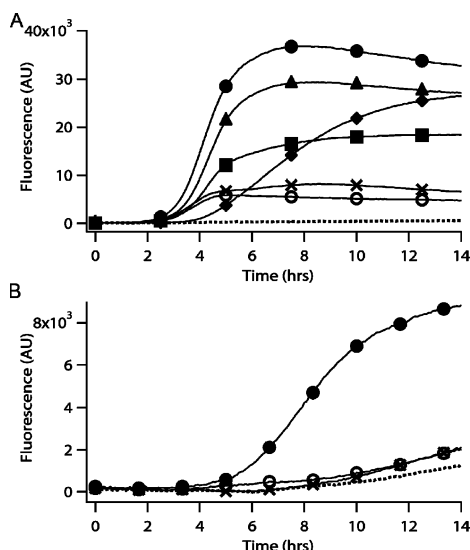 A
40x10³
30
20
10
0
Fluorescence (AU)
0 2 4 6 8 10 12 14
Time (hrs)
B
8x10³
6
4
2
0
Fluorescence (AU)
0 2 4 6 8 10 12 14
Time (hrs)